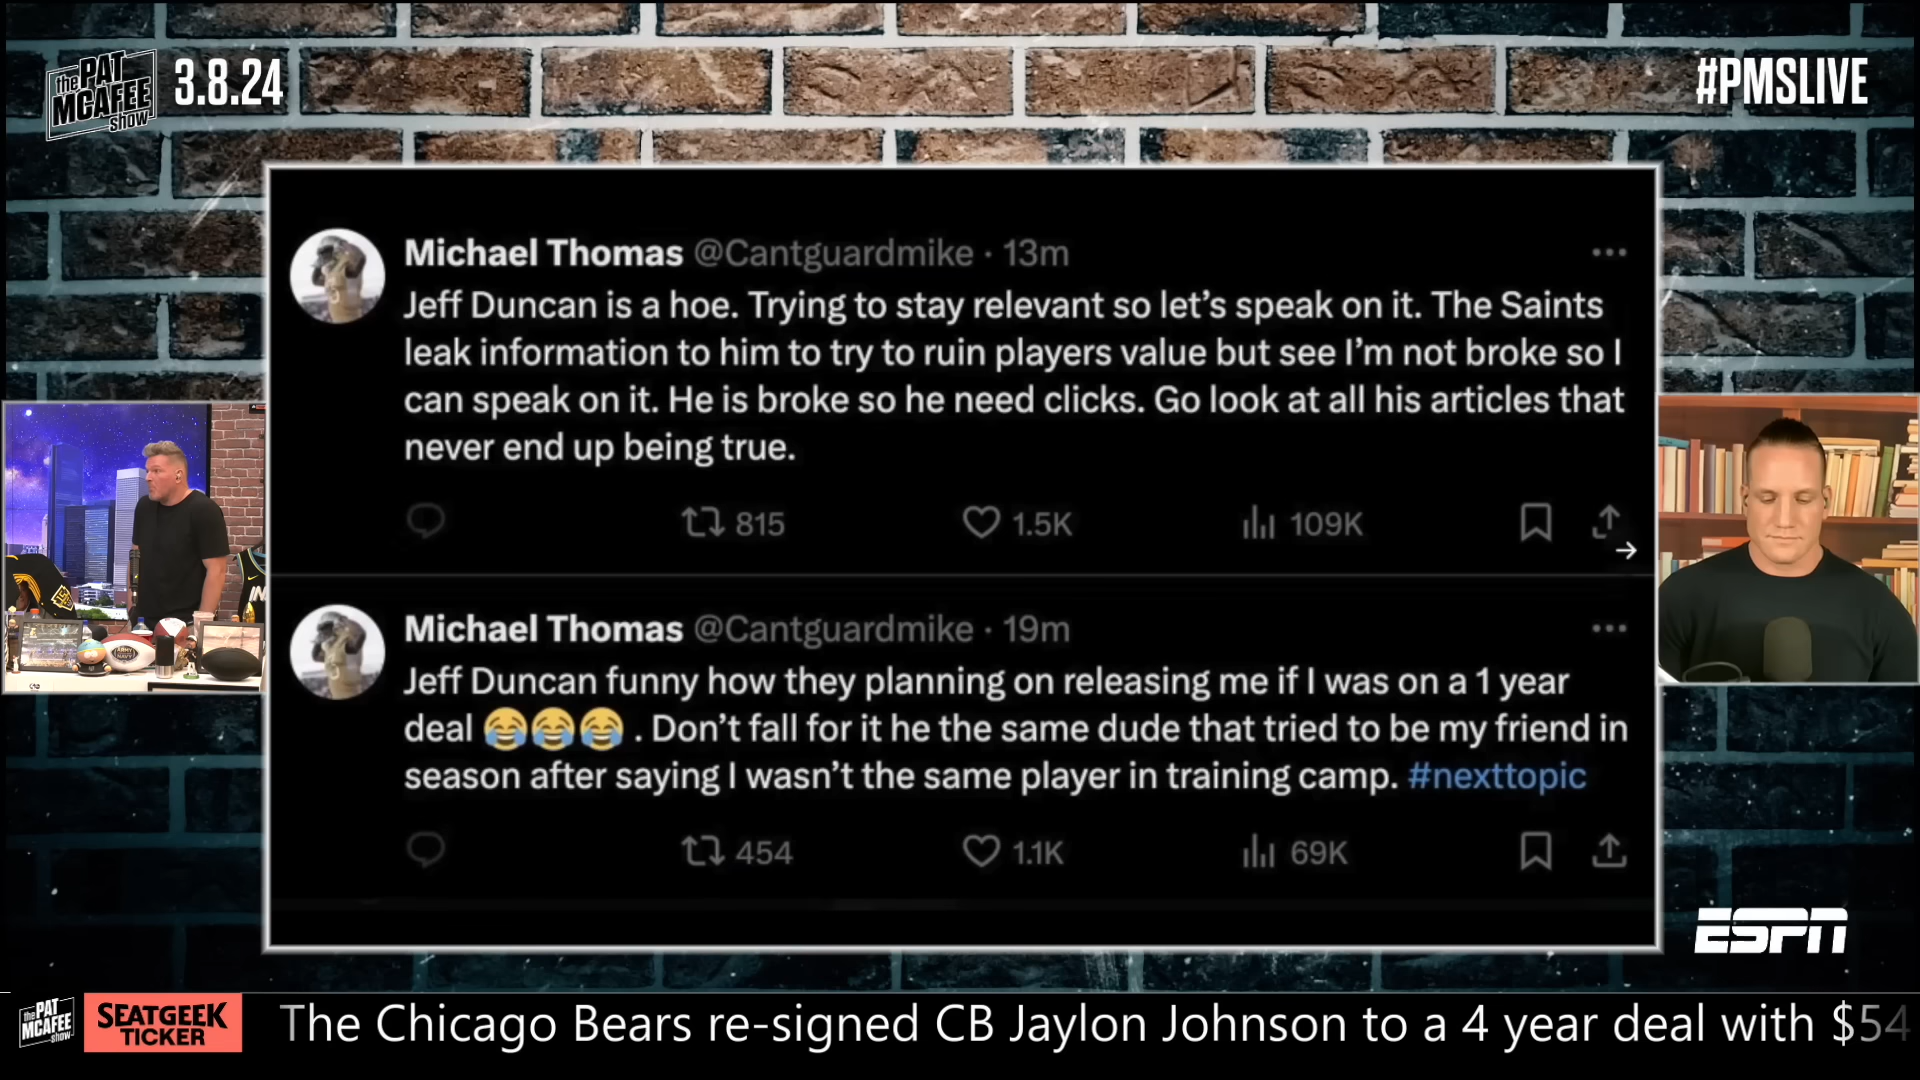 the PAT MCAFEE show
3.8.24
#PMSLIVE
Michael Thomas @Cantguardmike · 13m
Jeff Duncan is a hoe. Trying to stay relevant so let's speak on it. The Saints
leak information to him to try to ruin players value but see I'm not broke so I
can speak on it. He is broke so he need clicks. Go look at all his articles that
never end up being true.
815
1.5K
109K
Michael Thomas @Cantguardmike · 19m
Jeff Duncan funny how they planning on releasing me if I was on a 1 year
deal 😂😂😂 . Don't fall for it he the same dude that tried to be my friend in
season after saying I wasn't the same player in training camp. #nexttopic
454
1.1K
69K
ARMY
NAVY
IN
ESPN
the PAT MCAFEE show
SEATGEEK
TICKER
The Chicago Bears re-signed CB Jaylon Johnson to a 4 year deal with $54